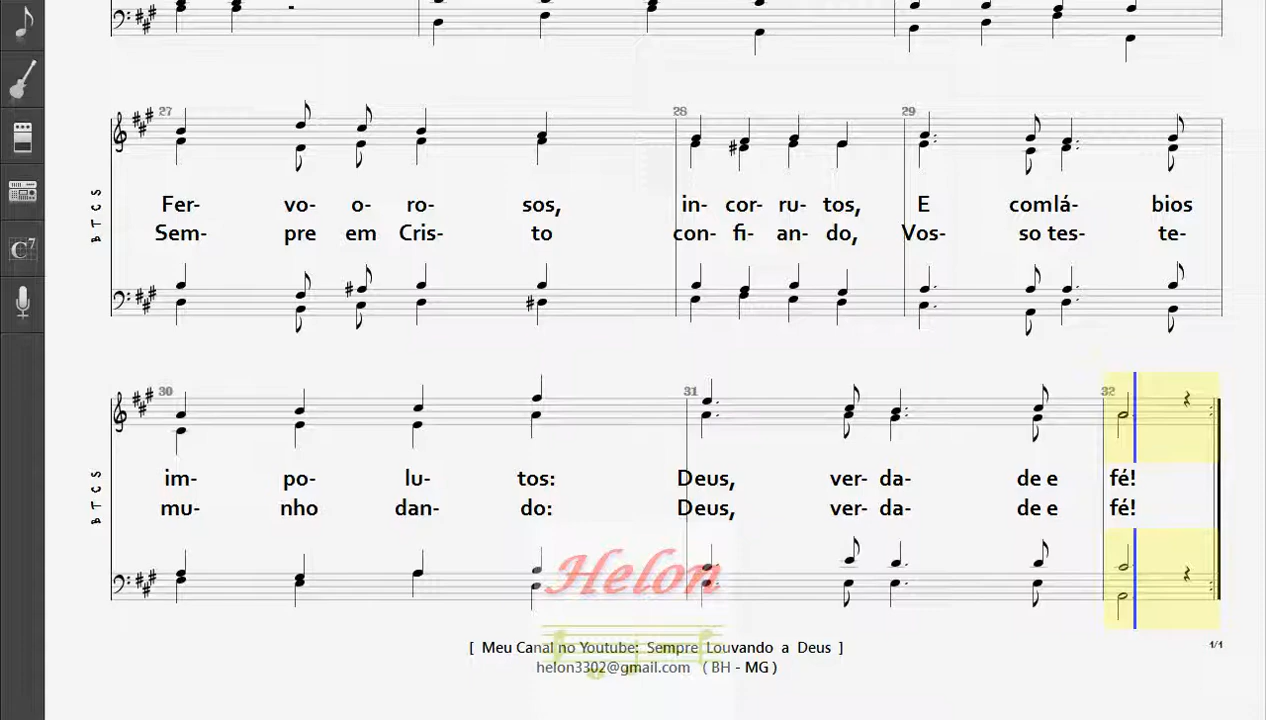 C7
27 28 29
B T C S
Fer- vo- o- ro- sos, in- cor- ru- tos, E comlá- bios
Sem- pre em Cris- to con- fi- an- do, Vos- so tes- te-
30 31 32
B T C S
im- po- lu- tos: Deus, ver- da- de e fé!
mu- nho dan- do: Deus, ver- da- de e fé!
Helon
[ Meu Canal no Youtube: Sempre Louvando a Deus ]
1/1
helon3302@gmail.com ( BH - MG )